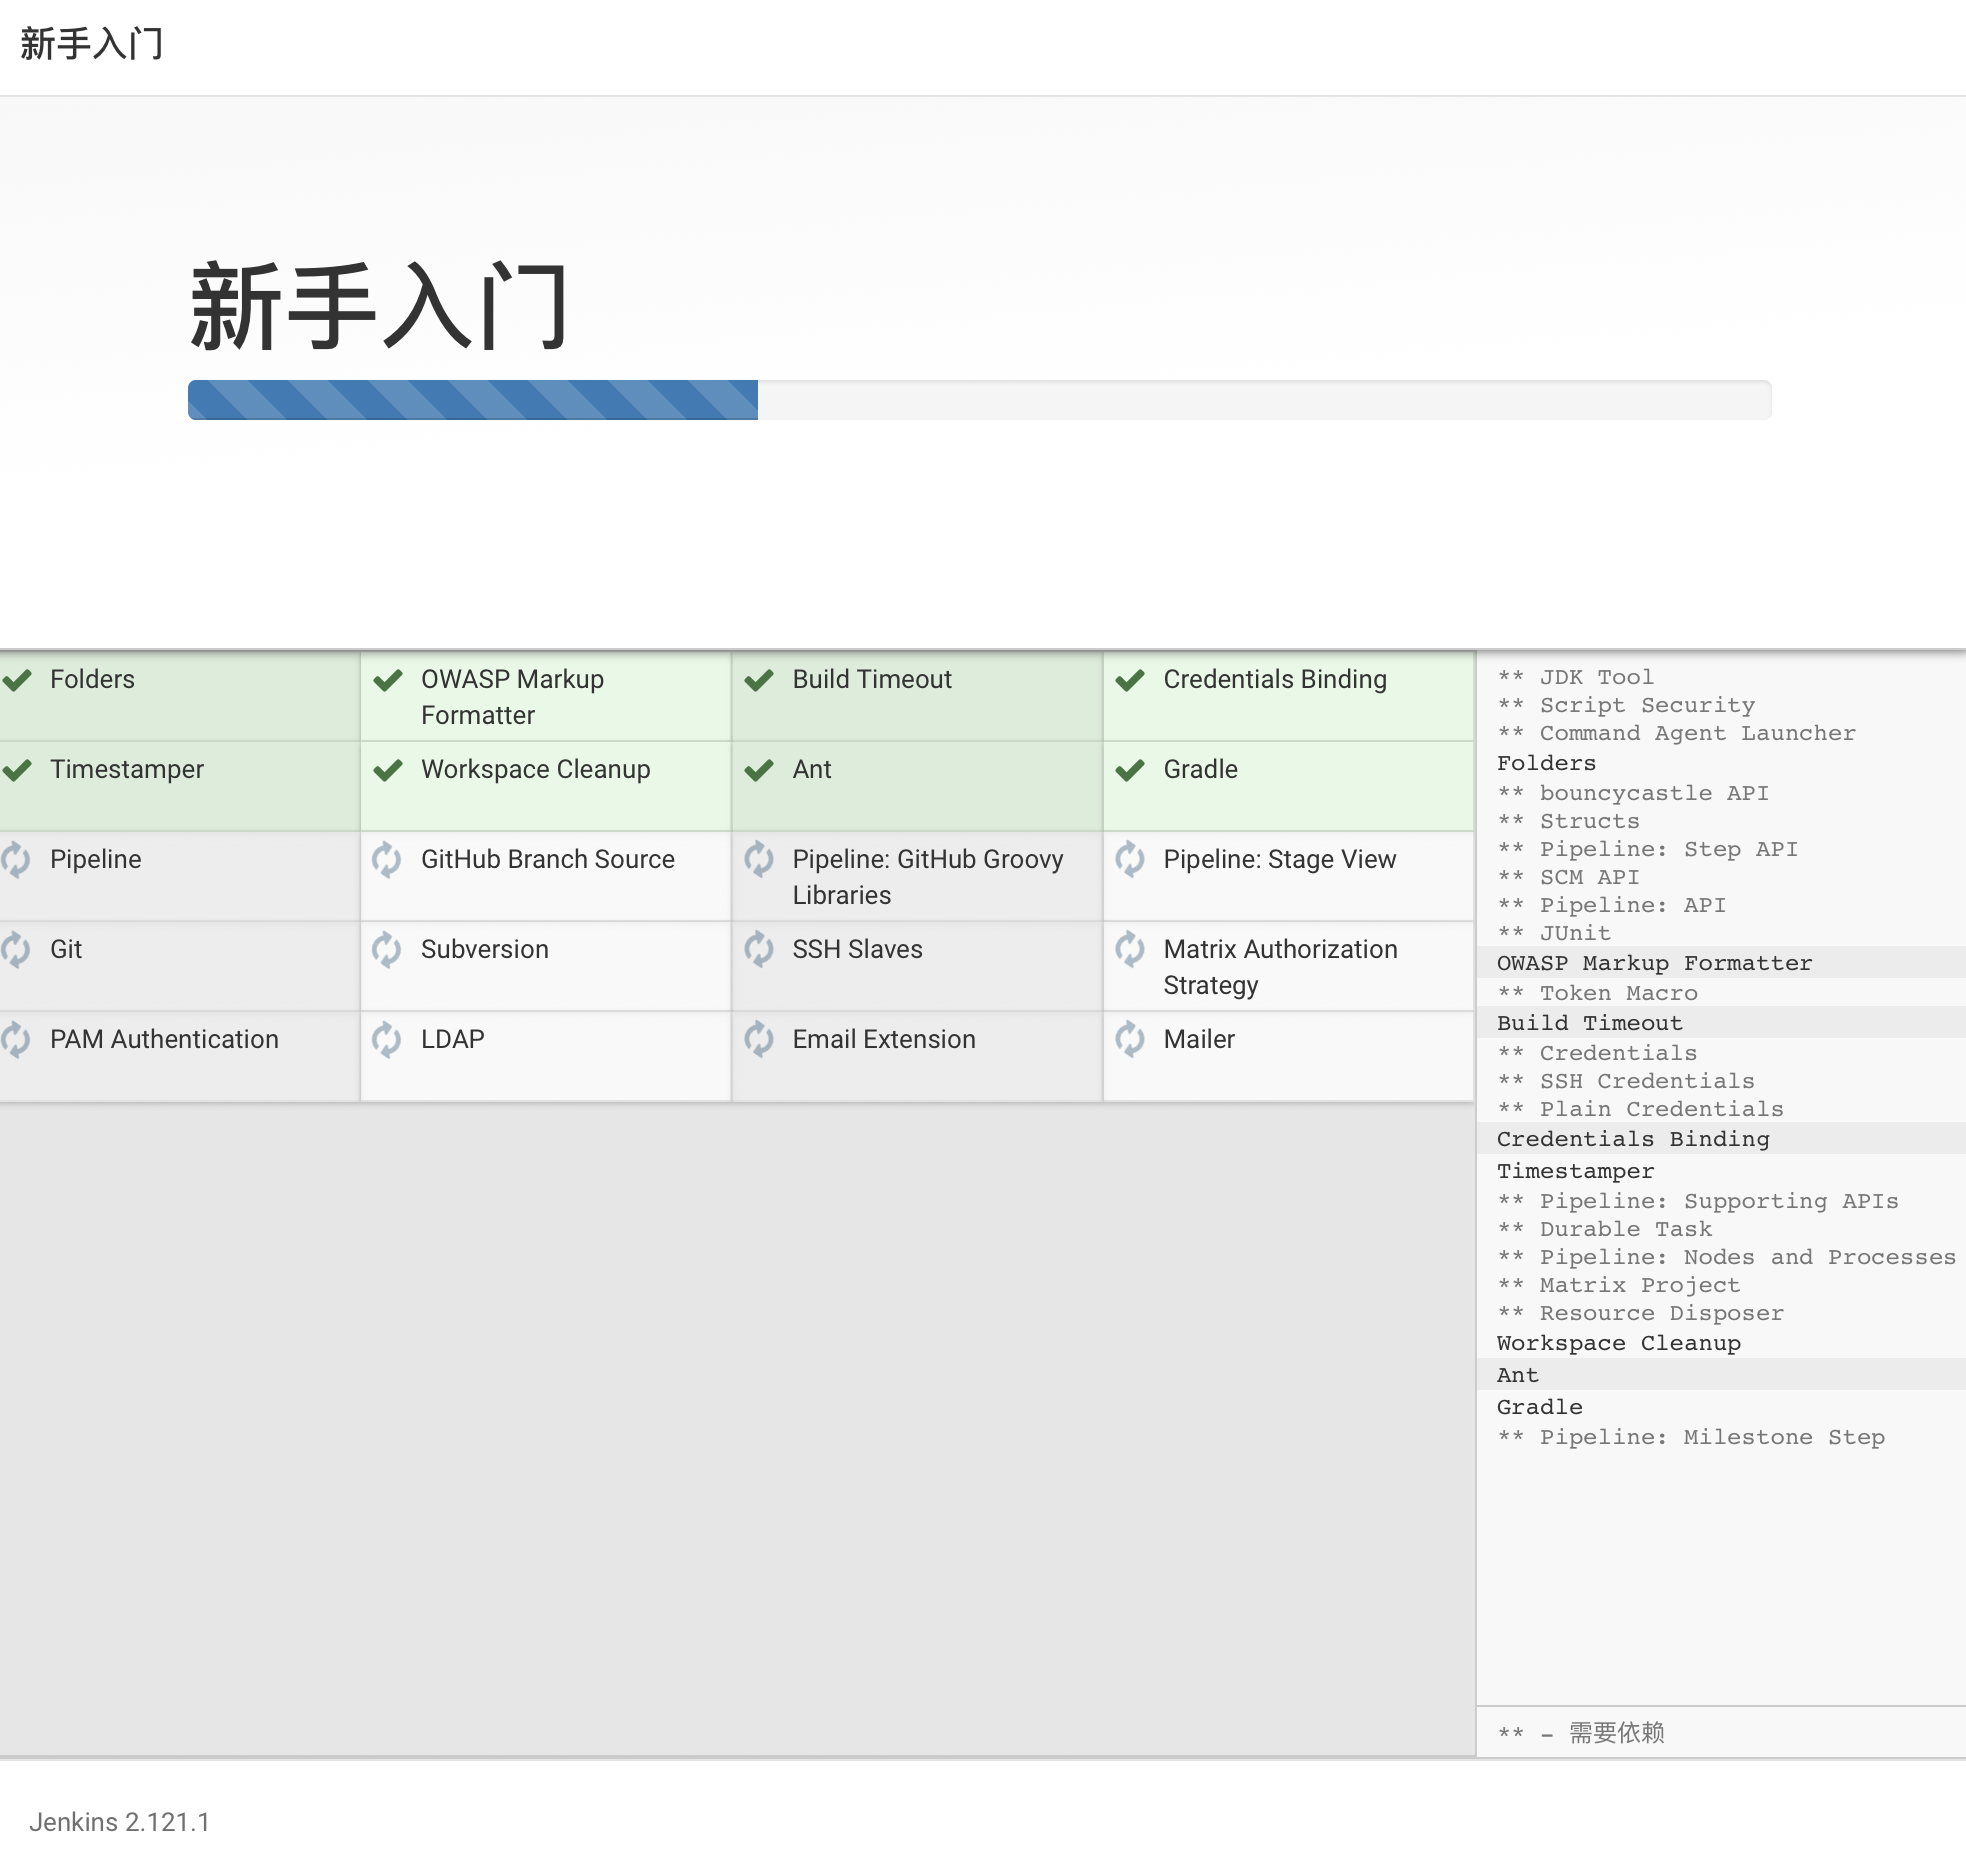 新手入门
新手入门
Folders
OWASP Markup
Formatter
Build Timeout
Credentials Binding
Timestamper
Workspace Cleanup
Ant
Gradle
Pipeline
GitHub Branch Source
Pipeline: GitHub Groovy
Libraries
Pipeline: Stage View
Git
Subversion
SSH Slaves
Matrix Authorization
Strategy
PAM Authentication
LDAP
Email Extension
Mailer
** JDK Tool
** Script Security
** Command Agent Launcher
Folders
** bouncycastle API
** Structs
** Pipeline: Step API
** SCM API
** Pipeline: API
** JUnit
OWASP Markup Formatter
** Token Macro
Build Timeout
** Credentials
** SSH Credentials
** Plain Credentials
Credentials Binding
Timestamper
** Pipeline: Supporting APIs
** Durable Task
** Pipeline: Nodes and Processes
** Matrix Project
** Resource Disposer
Workspace Cleanup
Ant
Gradle
** Pipeline: Milestone Step
** - 需要依赖
Jenkins 2.121.1